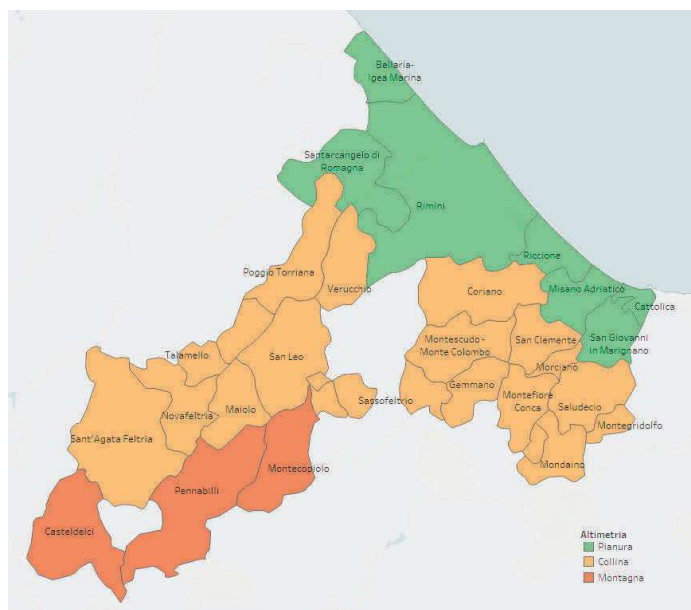 Bellaria-
Igea Marina
Santarcangelo di
Romagna
Rimini
Riccione
Poggio Torriana
Verucchio
Coriano
Misano Adriatico
Cattolica
San Giovanni
in Marignano
Talamello
San Leo
Montescudo -
Monte Colombo
San Clemente
Morciano
Gemmano
Montefiore
Conca
Saludecio
Montegridolfo
Mondaino
Sassofeltrio
Maiolo
Novafeltria
Sant'Agata Feltria
Montecopiolo
Pennabilli
Casteldelci
Altimetria
Pianura
Collina
Montagna